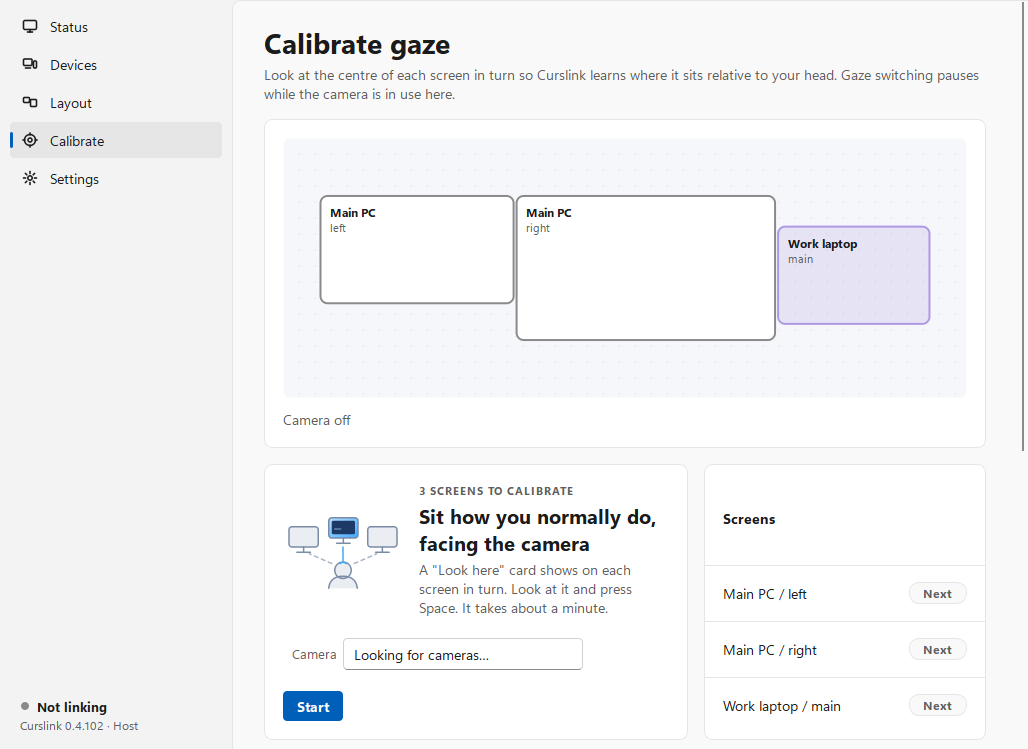 Status
Devices
Layout
Calibrate
Settings
Not linking
Curslink 0.4.102 · Host
Calibrate gaze
Look at the centre of each screen in turn so Curslink learns where it sits relative to your head. Gaze switching pauses
while the camera is in use here.
Main PC
left
Main PC
right
Work laptop
main
Camera off
3 SCREENS TO CALIBRATE
Sit how you normally do,
facing the camera
A "Look here" card shows on each
screen in turn. Look at it and press
Space. It takes about a minute.
Camera
Looking for cameras...
Start
Screens
Main PC / left
Next
Main PC / right
Next
Work laptop / main
Next